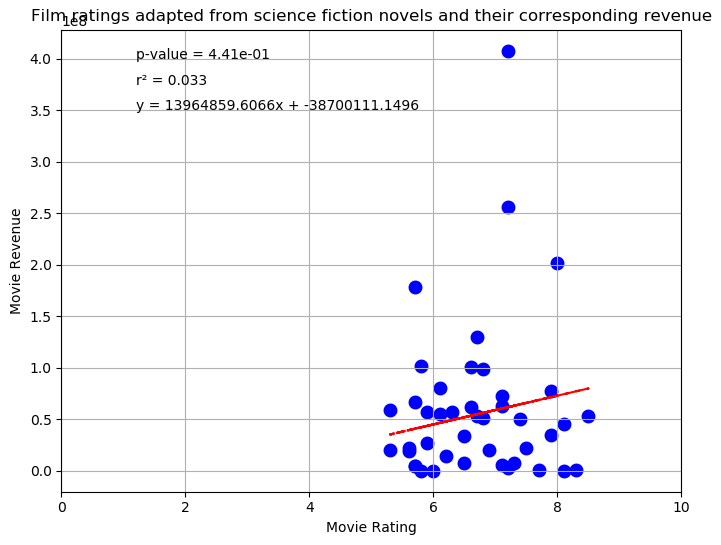 Film ratings adapted from science fiction novels and their corresponding revenue
1e8
p-value = 4.41e-01
r² = 0.033
y = 13964859.6066x + -38700111.1496
4.0
3.5
3.0
2.5
2.0
1.5
1.0
0.5
0.0
Movie Revenue
0 2 4 6 8 10
Movie Rating